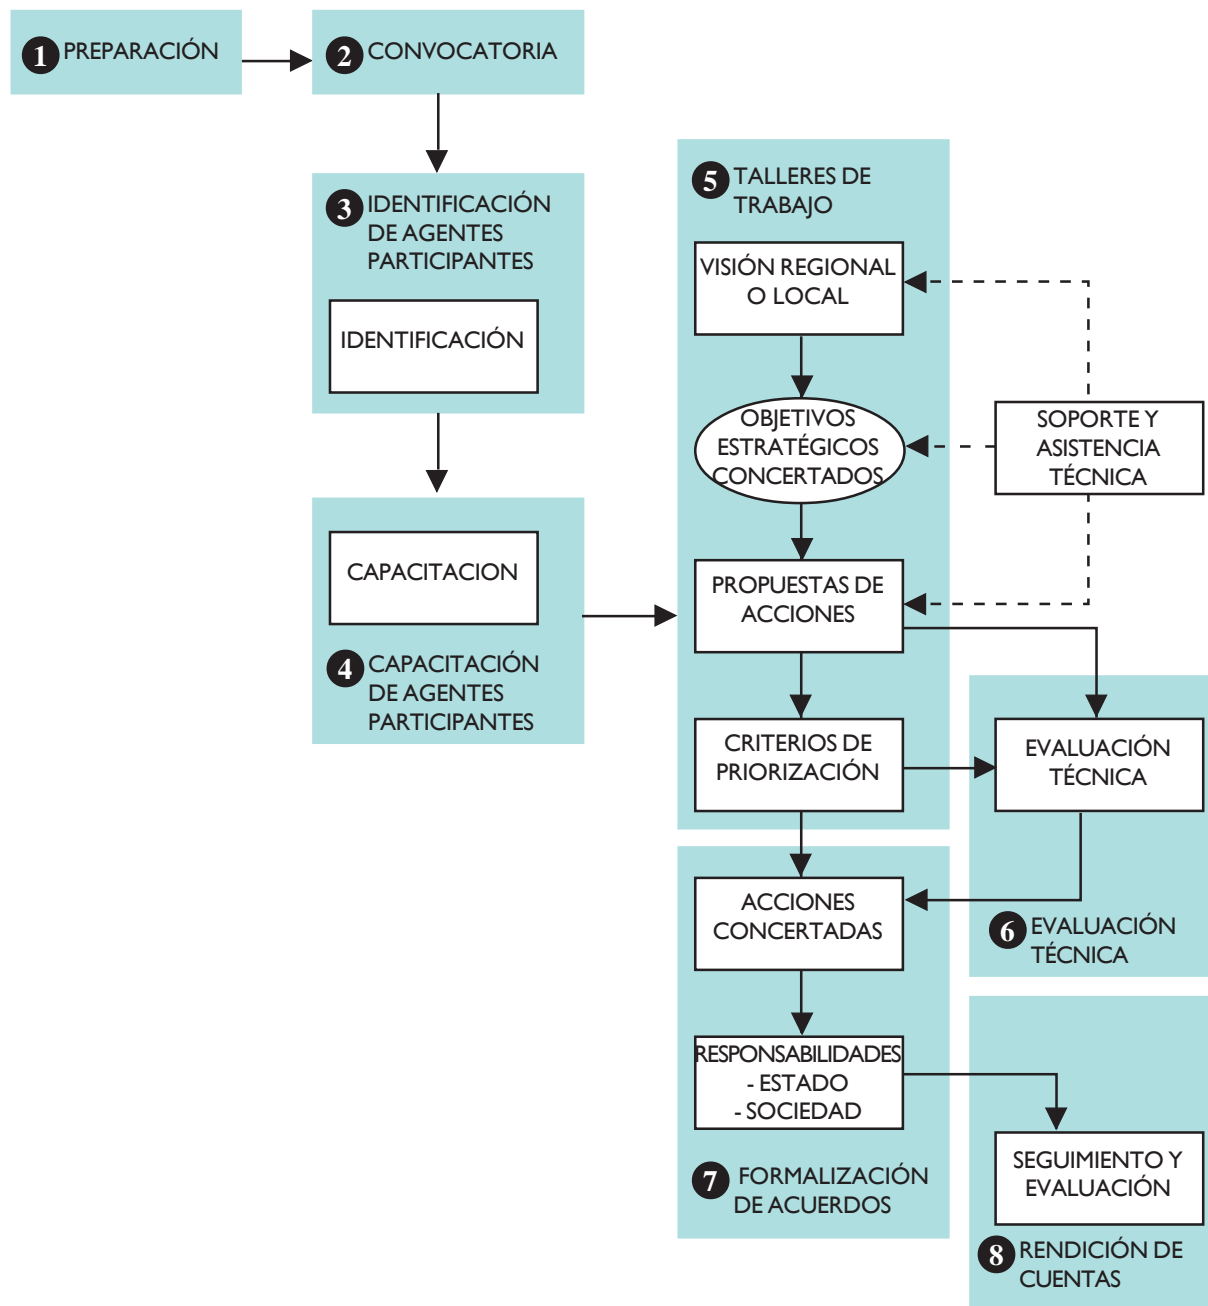 1 PREPARACIÓN
2 CONVOCATORIA
3 IDENTIFICACIÓN
DE AGENTES
PARTICIPANTES
IDENTIFICACIÓN
CAPACITACION
4 CAPACITACIÓN
DE AGENTES
PARTICIPANTES
5 TALLERES DE
TRABAJO
VISIÓN REGIONAL
O LOCAL
OBJETIVOS
ESTRATÉGICOS
CONCERTADOS
SOPORTE Y
ASISTENCIA
TÉCNICA
PROPUESTAS DE
ACCIONES
CRITERIOS DE
PRIORIZACIÓN
EVALUACIÓN
TÉCNICA
6 EVALUACIÓN
TÉCNICA
ACCIONES
CONCERTADAS
RESPONSABILIDADES
- ESTADO
- SOCIEDAD
7 FORMALIZACIÓN
DE ACUERDOS
SEGUIMIENTO Y
EVALUACIÓN
8 RENDICIÓN DE
CUENTAS